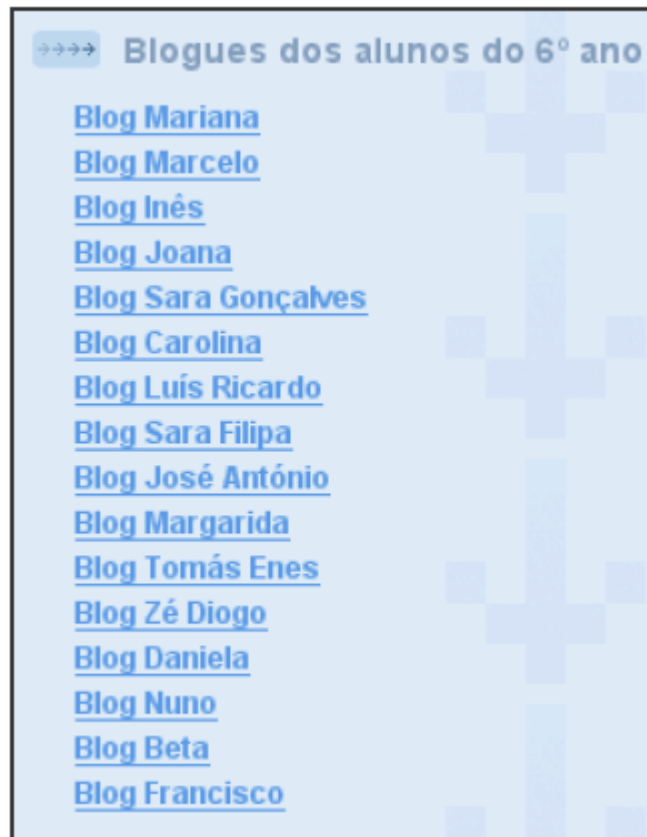 →→→→ Blogues dos alunos do 6º ano
Blog Mariana
Blog Marcelo
Blog Inês
Blog Joana
Blog Sara Gonçalves
Blog Carolina
Blog Luís Ricardo
Blog Sara Filipa
Blog José António
Blog Margarida
Blog Tomás Enes
Blog Zé Diogo
Blog Daniela
Blog Nuno
Blog Beta
Blog Francisco